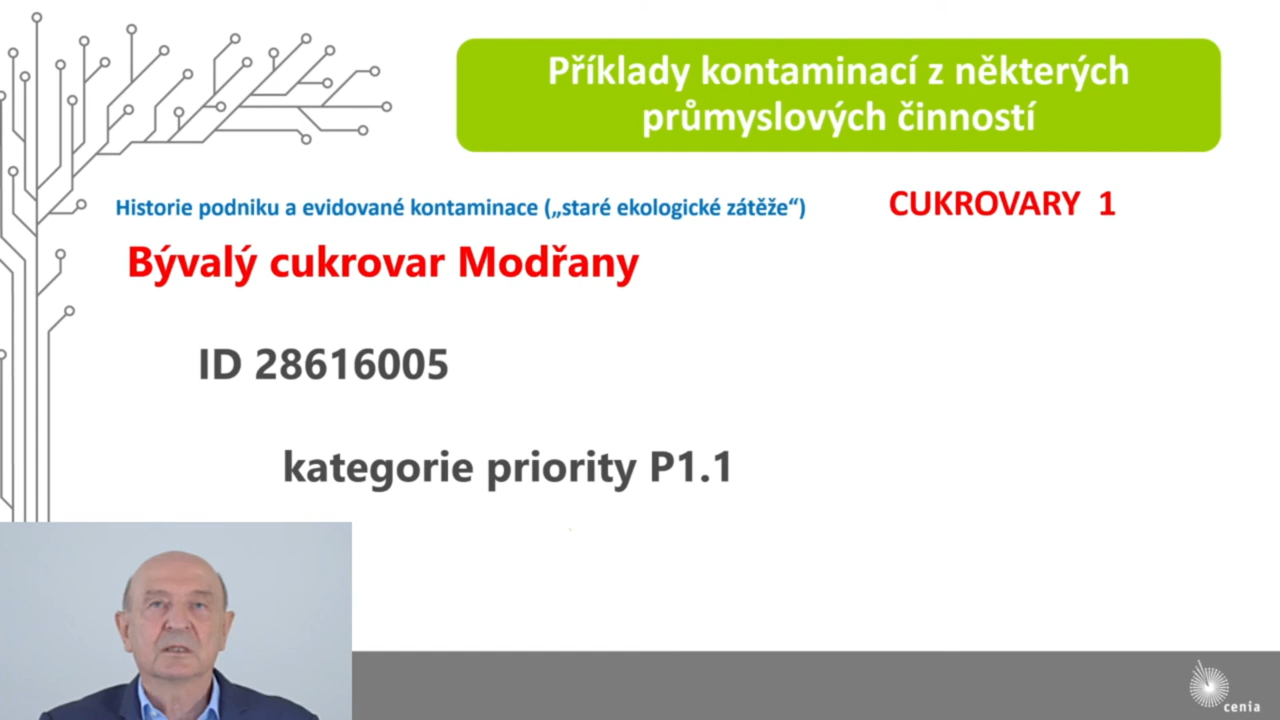 Příklady kontaminací z některých
průmyslových činností
Historie podniku a evidované kontaminace („staré ekologické zátěže“)
CUKROVARY 1
Bývalý cukrovar Modřany
ID 28616005
kategorie priority P1.1
cenia